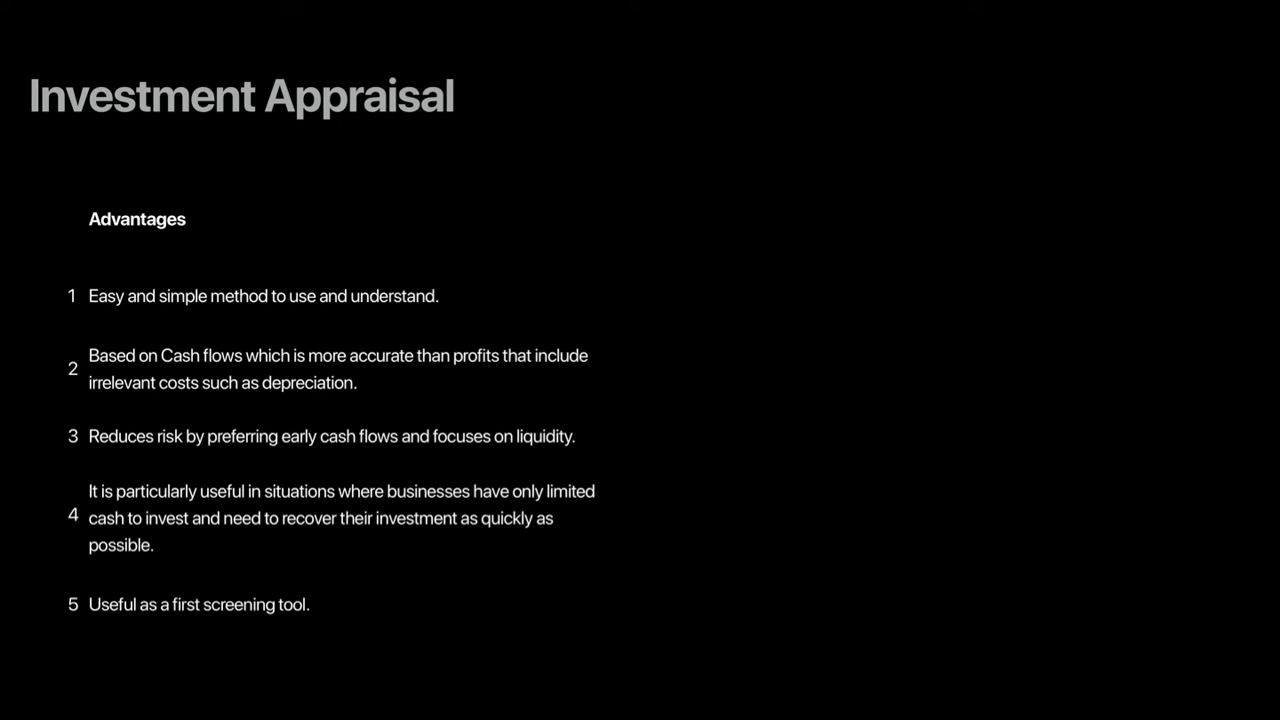 Investment Appraisal
Advantages
1 Easy and simple method to use and understand.
2 Based on Cash flows which is more accurate than profits that include
irrelevant costs such as depreciation.
3 Reduces risk by preferring early cash flows and focuses on liquidity.
4 It is particularly useful in situations where businesses have only limited
cash to invest and need to recover their investment as quickly as
possible.
5 Useful as a first screening tool.